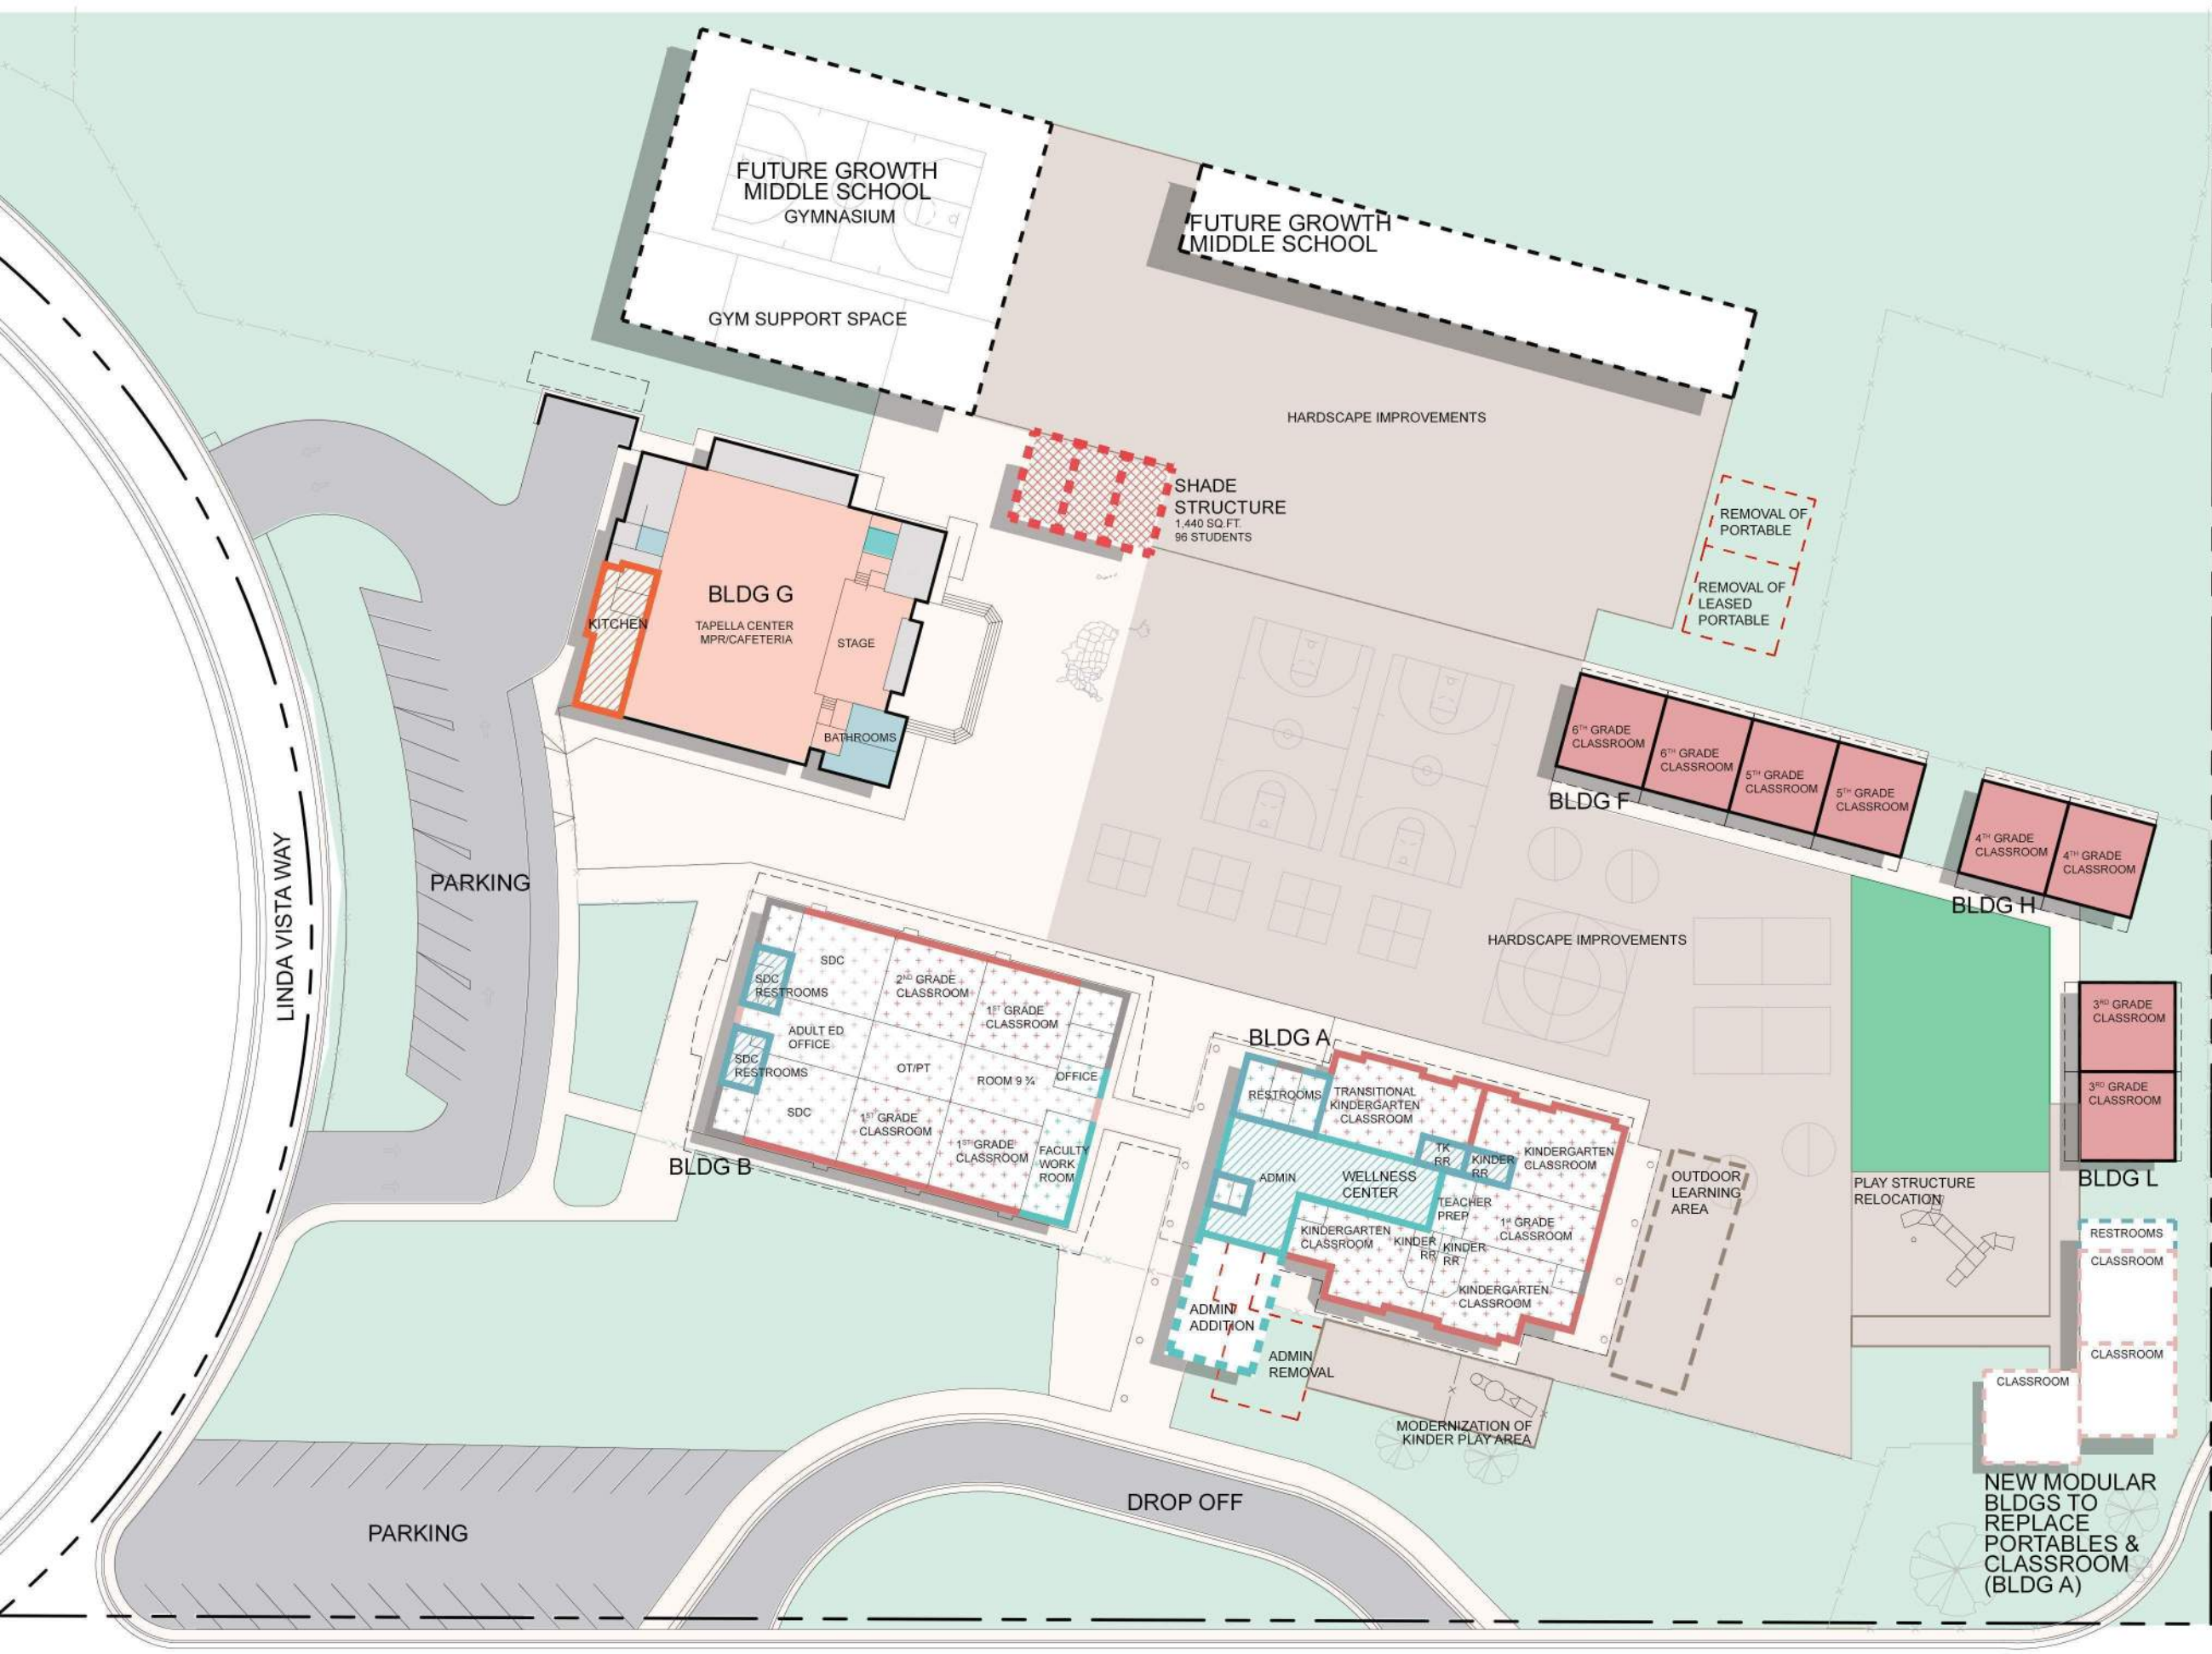 FUTURE GROWTH
MIDDLE SCHOOL
GYMNASIUM
GYM SUPPORT SPACE
FUTURE GROWTH
MIDDLE SCHOOL
HARDSCAPE IMPROVEMENTS
SHADE
STRUCTURE
1,440 SQ.FT.
96 STUDENTS
REMOVAL OF
PORTABLE
REMOVAL OF
LEASED
PORTABLE
BLDG G
TAPELLA CENTER
MPR/CAFETERIA
KITCHEN
STAGE
BATHROOMS
6TH GRADE
CLASSROOM
6TH GRADE
CLASSROOM
5TH GRADE
CLASSROOM
5TH GRADE
CLASSROOM
BLDG F
4TH GRADE
CLASSROOM
4TH GRADE
CLASSROOM
BLDG H
LINDA VISTA WAY
PARKING
HARDSCAPE IMPROVEMENTS
SDC
SDC
RESTROOMS
2ND GRADE
CLASSROOM
1ST GRADE
CLASSROOM
ADULT ED
OFFICE
SDC
RESTROOMS
OT/PT
ROOM 9 ¾
OFFICE
SDC
1ST GRADE
CLASSROOM
1ST GRADE
CLASSROOM
FACULTY
WORK
ROOM
BLDG B
BLDG A
RESTROOMS
TRANSITIONAL
KINDERGARTEN
CLASSROOM
TK
RR
KINDER
RR
KINDERGARTEN
CLASSROOM
ADMIN
WELLNESS
CENTER
TEACHER
PREP
1st GRADE
CLASSROOM
KINDERGARTEN
CLASSROOM
KINDER
RR
KINDER
RR
KINDERGARTEN
CLASSROOM
ADMIN
ADDITION
ADMIN
REMOVAL
MODERNIZATION OF
KINDER PLAY AREA
OUTDOOR
LEARNING
AREA
PLAY STRUCTURE
RELOCATION
3RD GRADE
CLASSROOM
3RD GRADE
CLASSROOM
BLDG L
RESTROOMS
CLASSROOM
CLASSROOM
CLASSROOM
NEW MODULAR
BLDGS TO
REPLACE
PORTABLES &
CLASSROOM
(BLDG A)
DROP OFF
PARKING